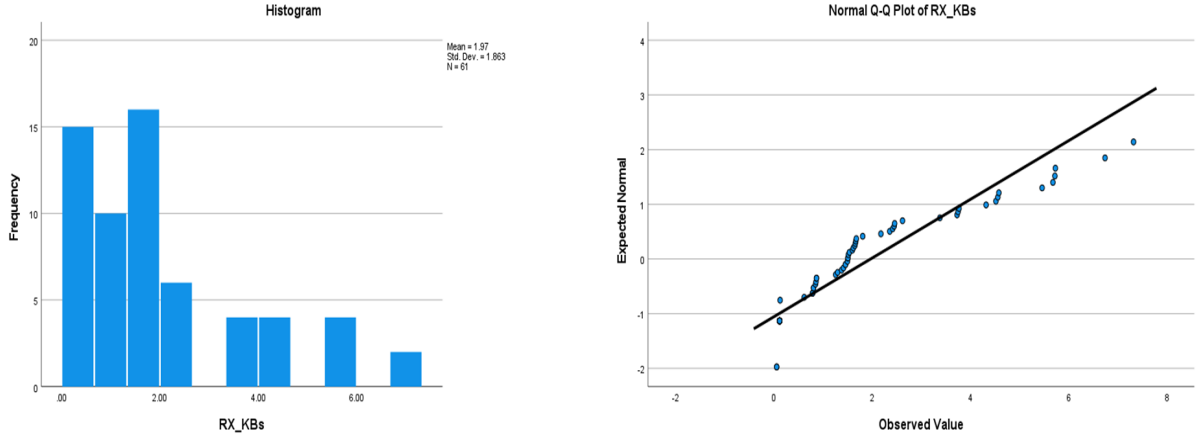 Histogram
Mean = 1.97
Std. Dev. = 1.863
N = 61
Frequency
20
15
10
5
0
.00 2.00 4.00 6.00
RX_KBs
Normal Q-Q Plot of RX_KBs
Expected Normal
4
3
2
1
0
-1
-2
-2 0 2 4 6 8
Observed Value